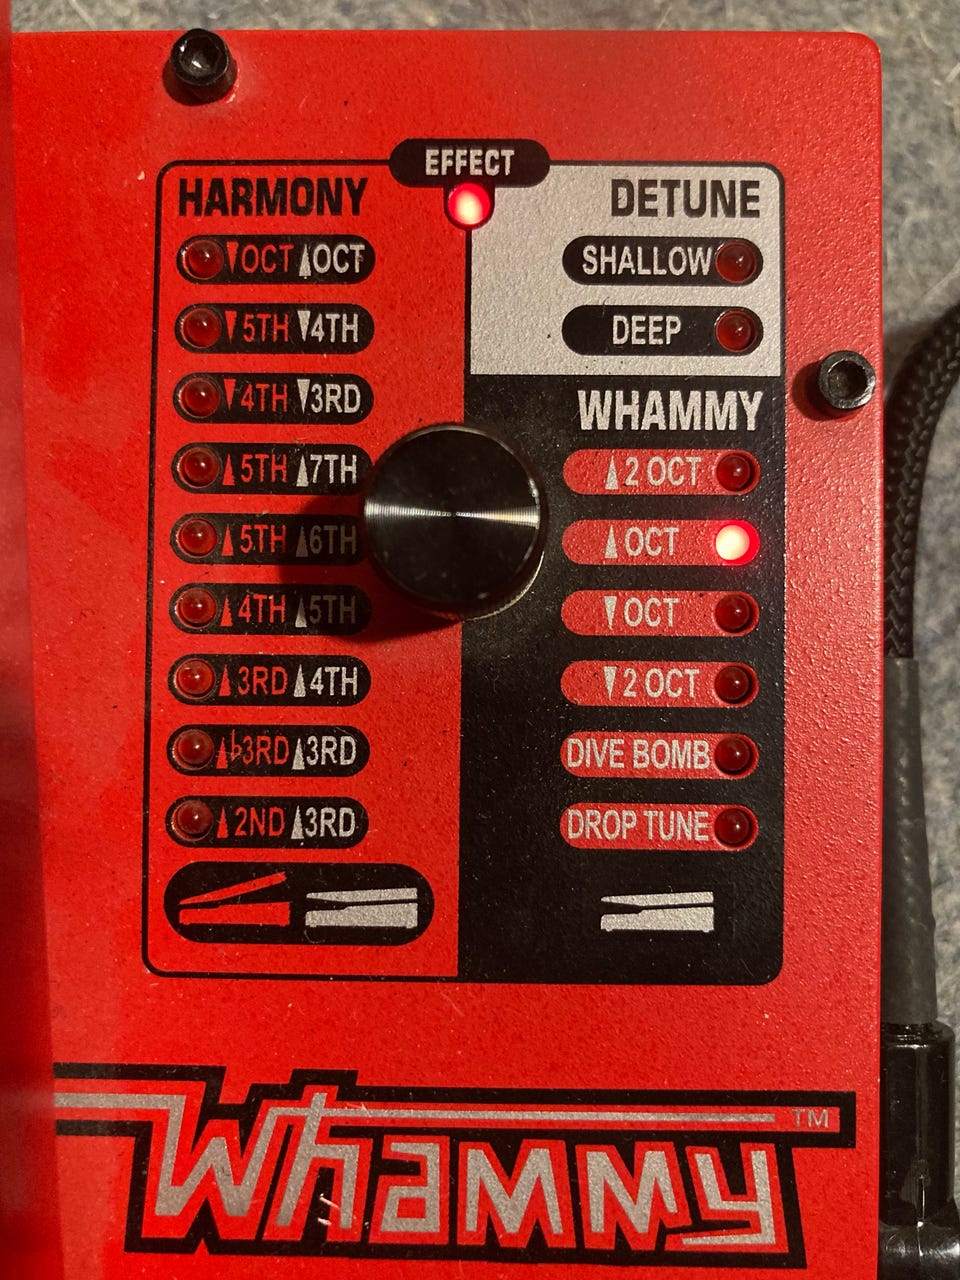 EFFECT
HARMONY
▼OCT ▲OCT
▼5TH ▼4TH
▼4TH ▼3RD
▲5TH ▲7TH
▲5TH ▲6TH
▲4TH ▲5TH
▲3RD ▲4TH
▲♭3RD ▲3RD
▲2ND ▲3RD
DETUNE
SHALLOW
DEEP
WHAMMY
▲2 OCT
▲OCT
▼OCT
▼2 OCT
DIVE BOMB
DROP TUNE
Whammy TM